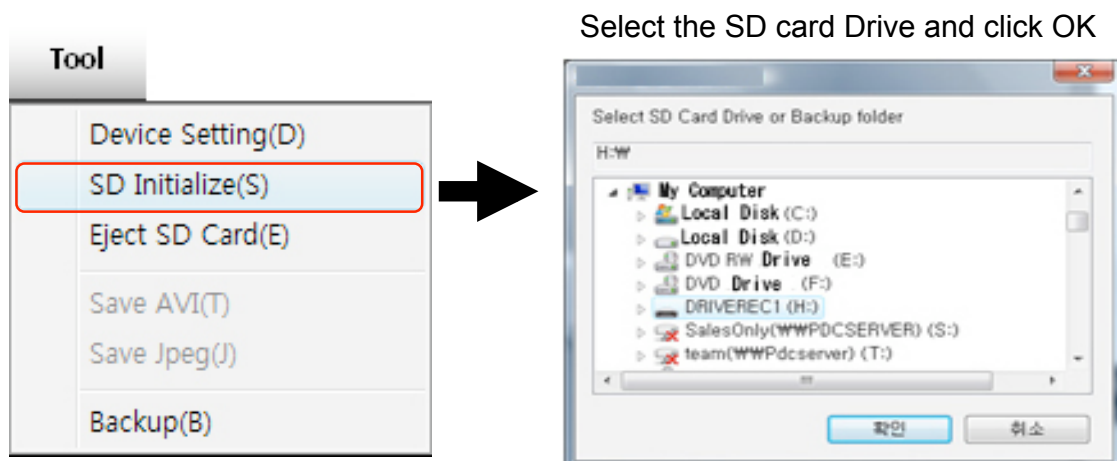 Select the SD card Drive and click OK
Tool
Device Setting(D)
SD Initialize(S)
Eject SD Card(E)
Save AVI(T)
Save Jpeg(J)
Backup(B)
Select SD Card Drive or Backup folder
H:₩
My Computer
Local Disk (C:)
Local Disk (D:)
DVD RW Drive (E:)
DVD Drive (F:)
DRIVEREC1 (H:)
SalesOnly(₩₩PDCSERVER) (S:)
team(₩₩Pdcserver) (T:)
확인 취소